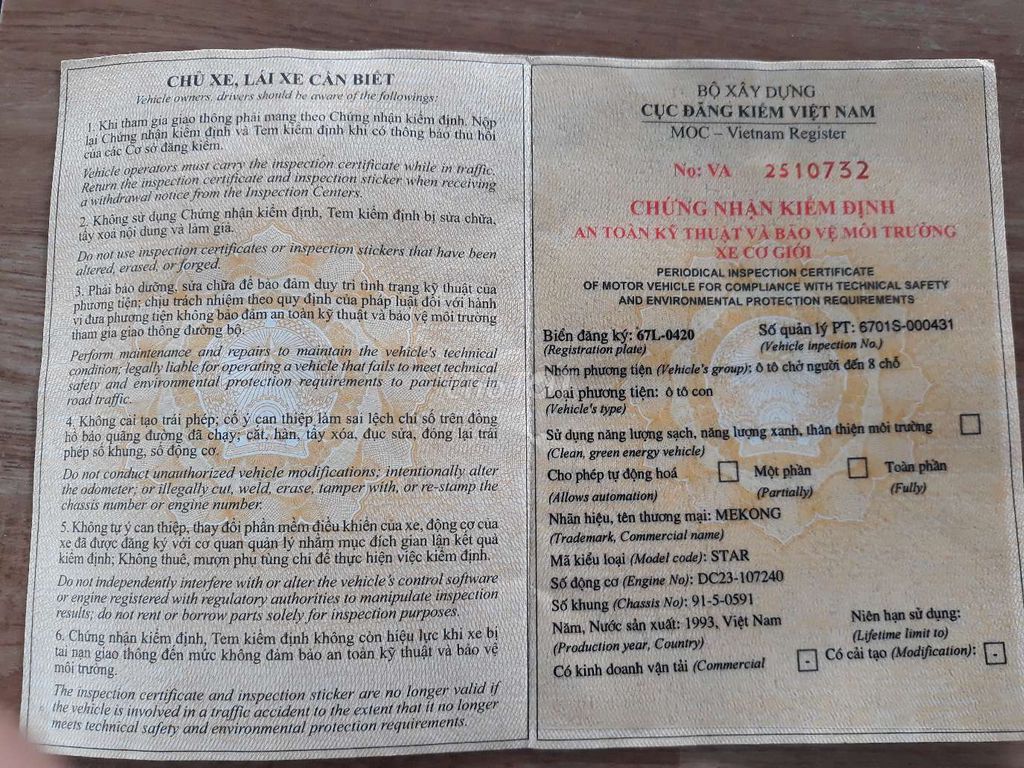 CHỦ XE, LÁI XE CẦN BIẾT
Vehicle owners, drivers should be aware of the followings:
1. Khi tham gia giao thông phải mang theo Chứng nhận kiểm định. Nộp
lại Chứng nhận kiểm định và Tem kiểm định khi có thông báo thu hồi
của các Cơ sở đăng kiểm.
Vehicle operators must carry the inspection certificate while in traffic.
Return the inspection certificate and inspection sticker when receiving
a withdrawal notice from the Inspection Centers.
2. Không sử dụng Chứng nhận kiểm định, Tem kiểm định bị sửa chữa,
tẩy xoá nội dung và làm giả.
Do not use inspection certificates or inspection stickers that have been
altered, erased, or forged.
3. Phải bảo dưỡng, sửa chữa để bảo đảm duy trì tình trạng kỹ thuật của
phương tiện; chịu trách nhiệm theo quy định của pháp luật đối với hành
vi đưa phương tiện không bảo đảm an toàn kỹ thuật và bảo vệ môi trường
tham gia giao thông đường bộ.
Perform maintenance and repairs to maintain the vehicle's technical
condition; legally liable for operating a vehicle that fails to meet technical
safety and environmental protection requirements to participate in
road traffic.
4. Không cải tạo trái phép; cố ý can thiệp làm sai lệch chỉ số trên đồng
hồ báo quãng đường đã chạy; cắt, hàn, tẩy xóa, đục sửa, đóng lại trái
phép số khung, số động cơ.
Do not conduct unauthorized vehicle modifications; intentionally alter
the odometer; or illegally cut, weld, erase, tamper with, or re-stamp the
chassis number or engine number.
5. Không tự ý can thiệp, thay đổi phần mềm điều khiển của xe, động cơ của
xe đã được đăng ký với cơ quan quản lý nhằm mục đích gian lận kết quả
kiểm định; Không thuê, mượn phụ tùng chỉ để thực hiện việc kiểm định.
Do not independently interfere with or alter the vehicle's control software
or engine registered with regulatory authorities to manipulate inspection
results; do not rent or borrow parts solely for inspection purposes.
6. Chứng nhận kiểm định, Tem kiểm định không còn hiệu lực khi xe bị
tai nạn giao thông đến mức không đảm bảo an toàn kỹ thuật và bảo vệ
môi trường.
The inspection certificate and inspection sticker are no longer valid if
the vehicle is involved in a traffic accident to the extent that it no longer
meets technical safety and environmental protection requirements.
BỘ XÂY DỰNG
CỤC ĐĂNG KIỂM VIỆT NAM
MOC – Vietnam Register
No: VA 2510732
CHỨNG NHẬN KIỂM ĐỊNH
AN TOÀN KỸ THUẬT VÀ BẢO VỆ MÔI TRƯỜNG
XE CƠ GIỚI
PERIODICAL INSPECTION CERTIFICATE
OF MOTOR VEHICLE FOR COMPLIANCE WITH TECHNICAL SAFETY
AND ENVIRONMENTAL PROTECTION REQUIREMENTS
Biển đăng ký: 67L-0420 Số quản lý PT: 6701S-000431
(Registration plate) (Vehicle inspection No.)
Nhóm phương tiện (Vehicle's group): ô tô chở người đến 8 chỗ
Loại phương tiện: ô tô con
(Vehicle's type)
Sử dụng năng lượng sạch, năng lượng xanh, thân thiện môi trường
(Clean, green energy vehicle)
Cho phép tự động hoá Một phần Toàn phần
(Allows automation) (Partially) (Fully)
Nhãn hiệu, tên thương mại: MEKONG
(Trademark, Commercial name)
Mã kiểu loại (Model code): STAR
Số động cơ (Engine No): DC23-107240
Số khung (Chassis No): 91-5-0591
Năm, Nước sản xuất: 1993, Việt Nam Niên hạn sử dụng:
(Production year, Country) (Lifetime limit to)
Có kinh doanh vận tải (Commercial - Có cải tạo (Modification): -